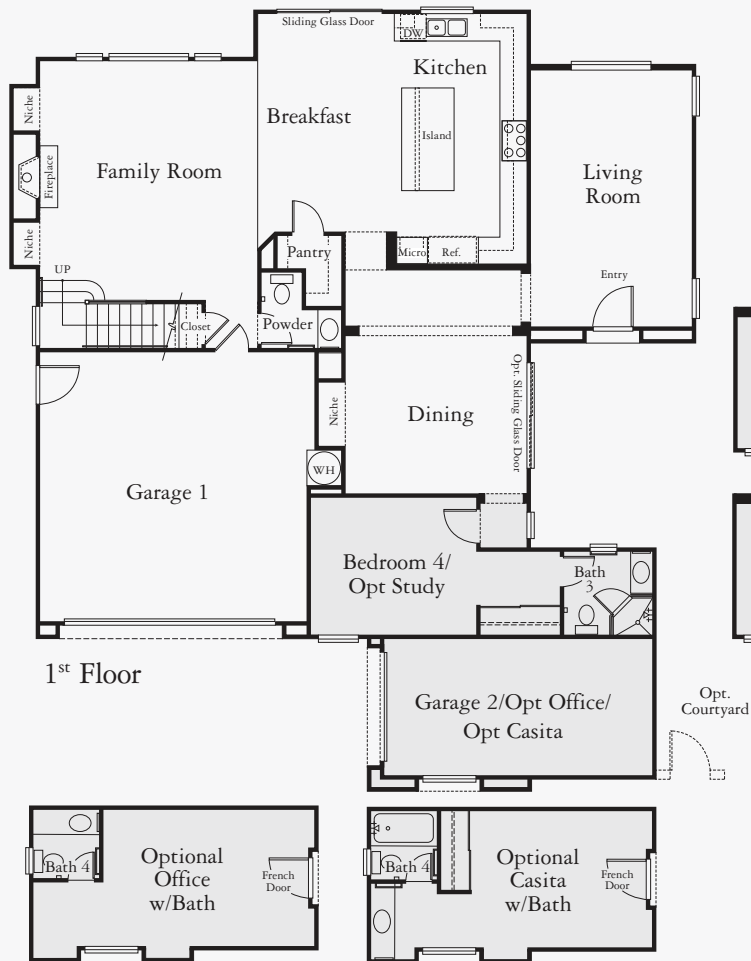 Sliding Glass Door
DW
Kitchen
Niche
Breakfast
Island
Family Room
Fireplace
Living
Room
Niche
Pantry
Micro
Ref.
UP
Entry
Closet
Powder
Opt. Sliding Glass Door
Niche
Dining
WH
Garage 1
Bedroom 4/
Opt Study
Bath
3
1st Floor
Garage 2/Opt Office/
Opt Casita
Opt.
Courtyard
Bath 4
Optional
Office
w/Bath
French
Door
Bath 4
Optional
Casita
w/Bath
French
Door